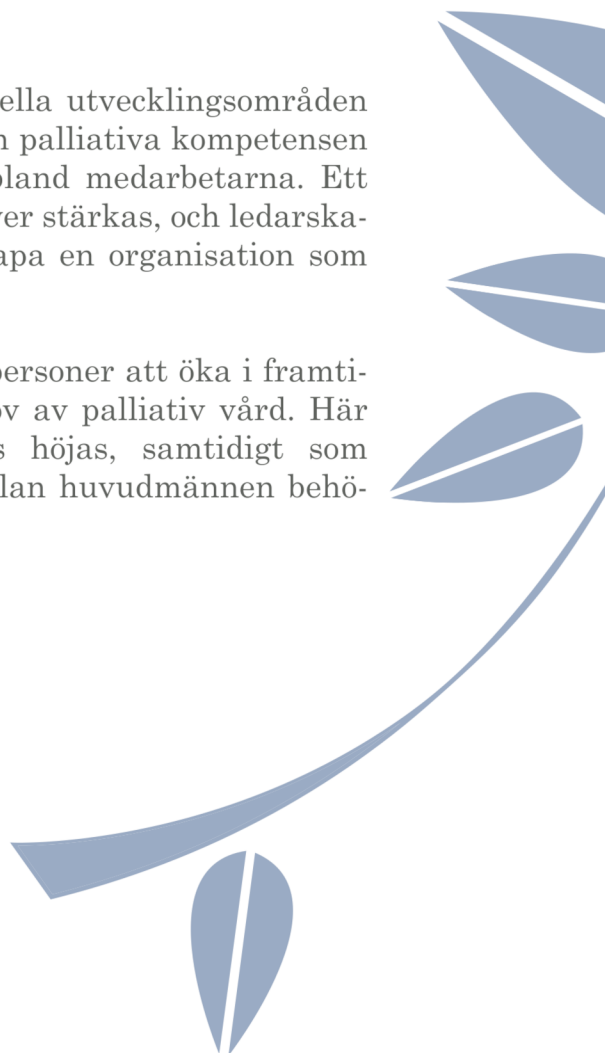 ella utvecklingsområden
n palliativa kompetensen
bland medarbetarna. Ett
ver stärkas, och ledarska-
apa en organisation som
personer att öka i framti-
ov av palliativ vård. Här
s höjas, samtidigt som
llan huvudmännen behö-